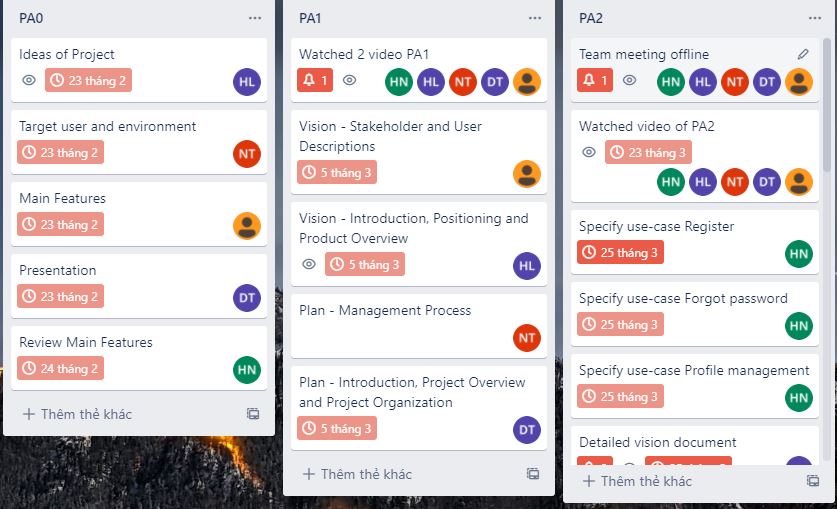 PA0
Ideas of Project
23 tháng 2
HL
Target user and environment
23 tháng 2
NT
Main Features
23 tháng 2
Presentation
23 tháng 2
DT
Review Main Features
24 tháng 2
HN
Thêm thẻ khác
PA1
Watched 2 video PA1
1
HN HL NT DT
Vision - Stakeholder and User
Descriptions
5 tháng 3
Vision - Introduction, Positioning and
Product Overview
5 tháng 3
HL
Plan - Management Process
NT
Plan - Introduction, Project Overview
and Project Organization
5 tháng 3
DT
Thêm thẻ khác
PA2
Team meeting offline
1
HN HL NT DT
Watched video of PA2
23 tháng 3
HN HL NT DT
Specify use-case Register
25 tháng 3
HN
Specify use-case Forgot password
25 tháng 3
HN
Specify use-case Profile management
25 tháng 3
HN
Detailed vision document
Thêm thẻ khác